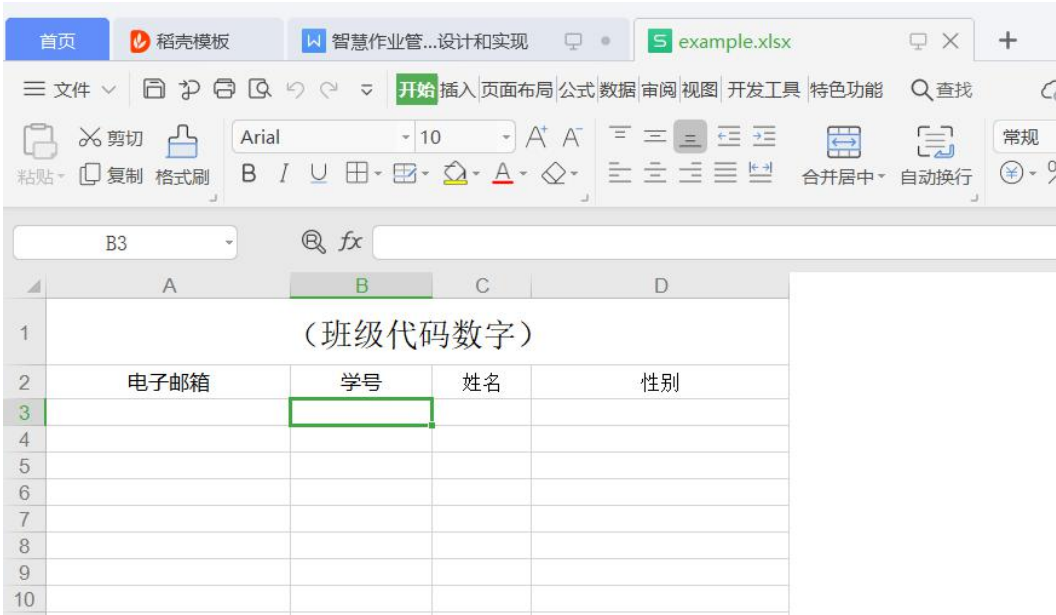 首页 稻壳模板 W 智慧作业管...设计和实现 S example.xlsx +
文件 开始 插入 页面布局 公式 数据 审阅 视图 开发工具 特色功能 查找
剪切 Arial 10 A+ A- 常规
粘贴 复制 格式刷 B I U A 合并居中 自动换行 ¥ %
B3 fx
A B C D
1 （班级代码数字）
2 电子邮箱 学号 姓名 性别
3
4
5
6
7
8
9
10